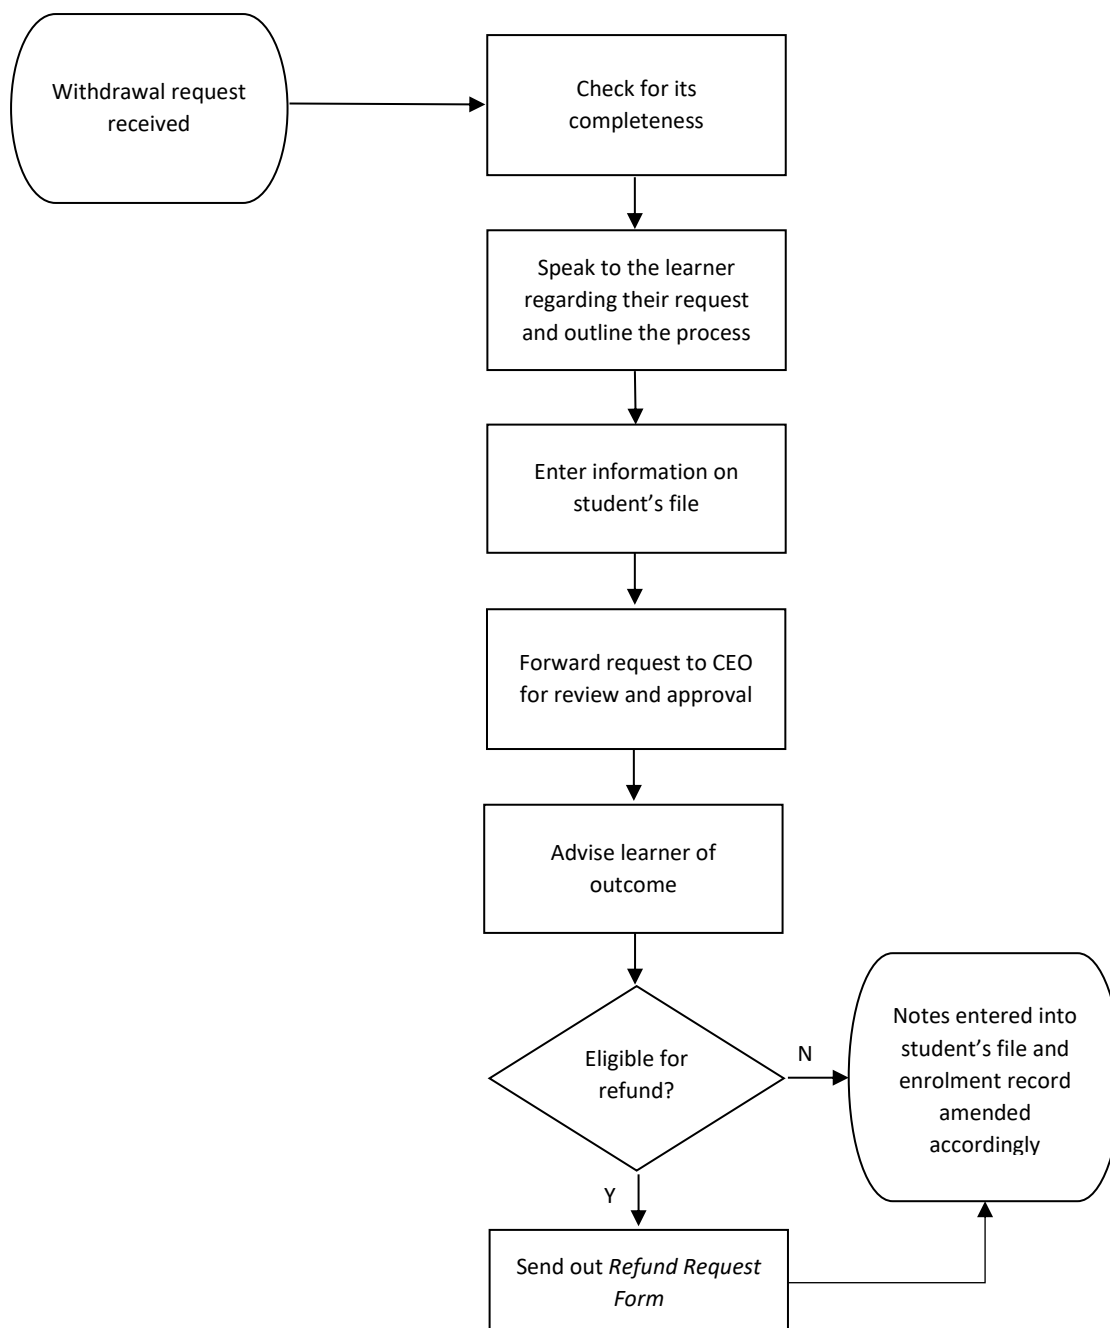 Withdrawal request
received
Check for its
completeness
Speak to the learner
regarding their request
and outline the process
Enter information on
student’s file
Forward request to CEO
for review and approval
Advise learner of
outcome
Eligible for
refund?
N
Notes entered into
student’s file and
enrolment record
amended
accordingly
Y
Send out Refund Request
Form